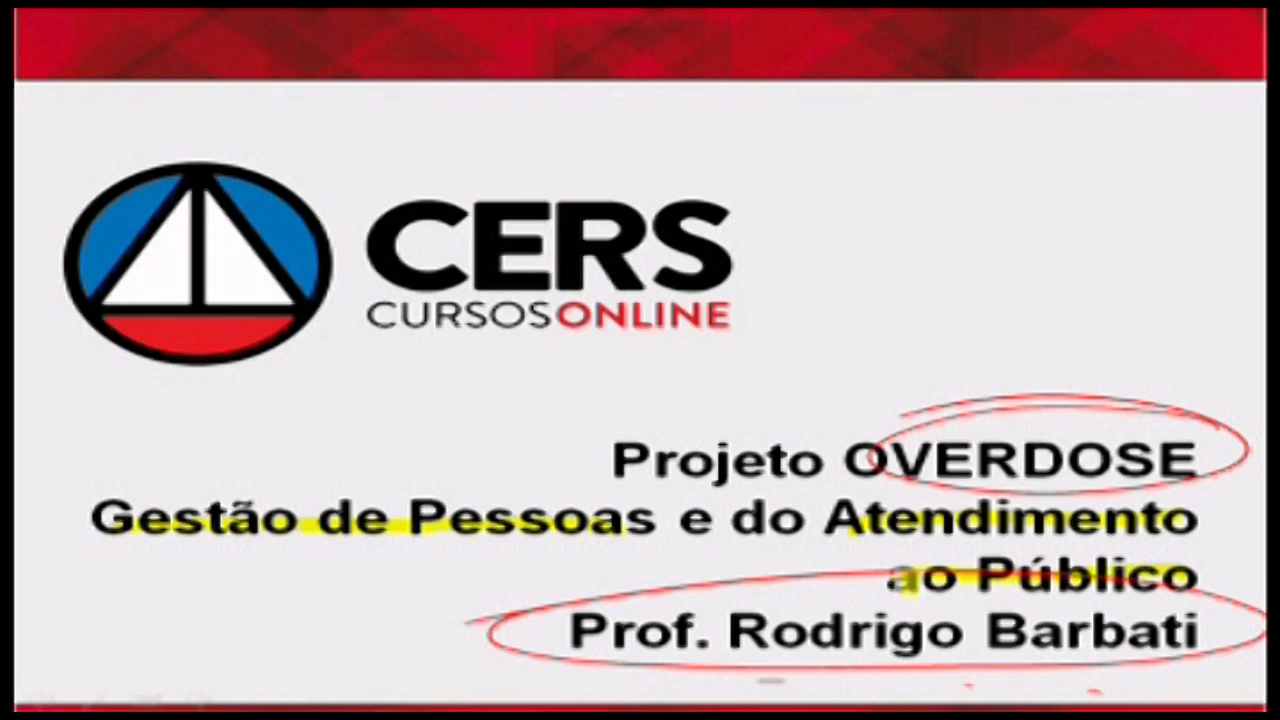 CERS
CURSOSONLINE
Projeto OVERDOSE
Gestão de Pessoas e do Atendimento
ao Público
Prof. Rodrigo Barbati